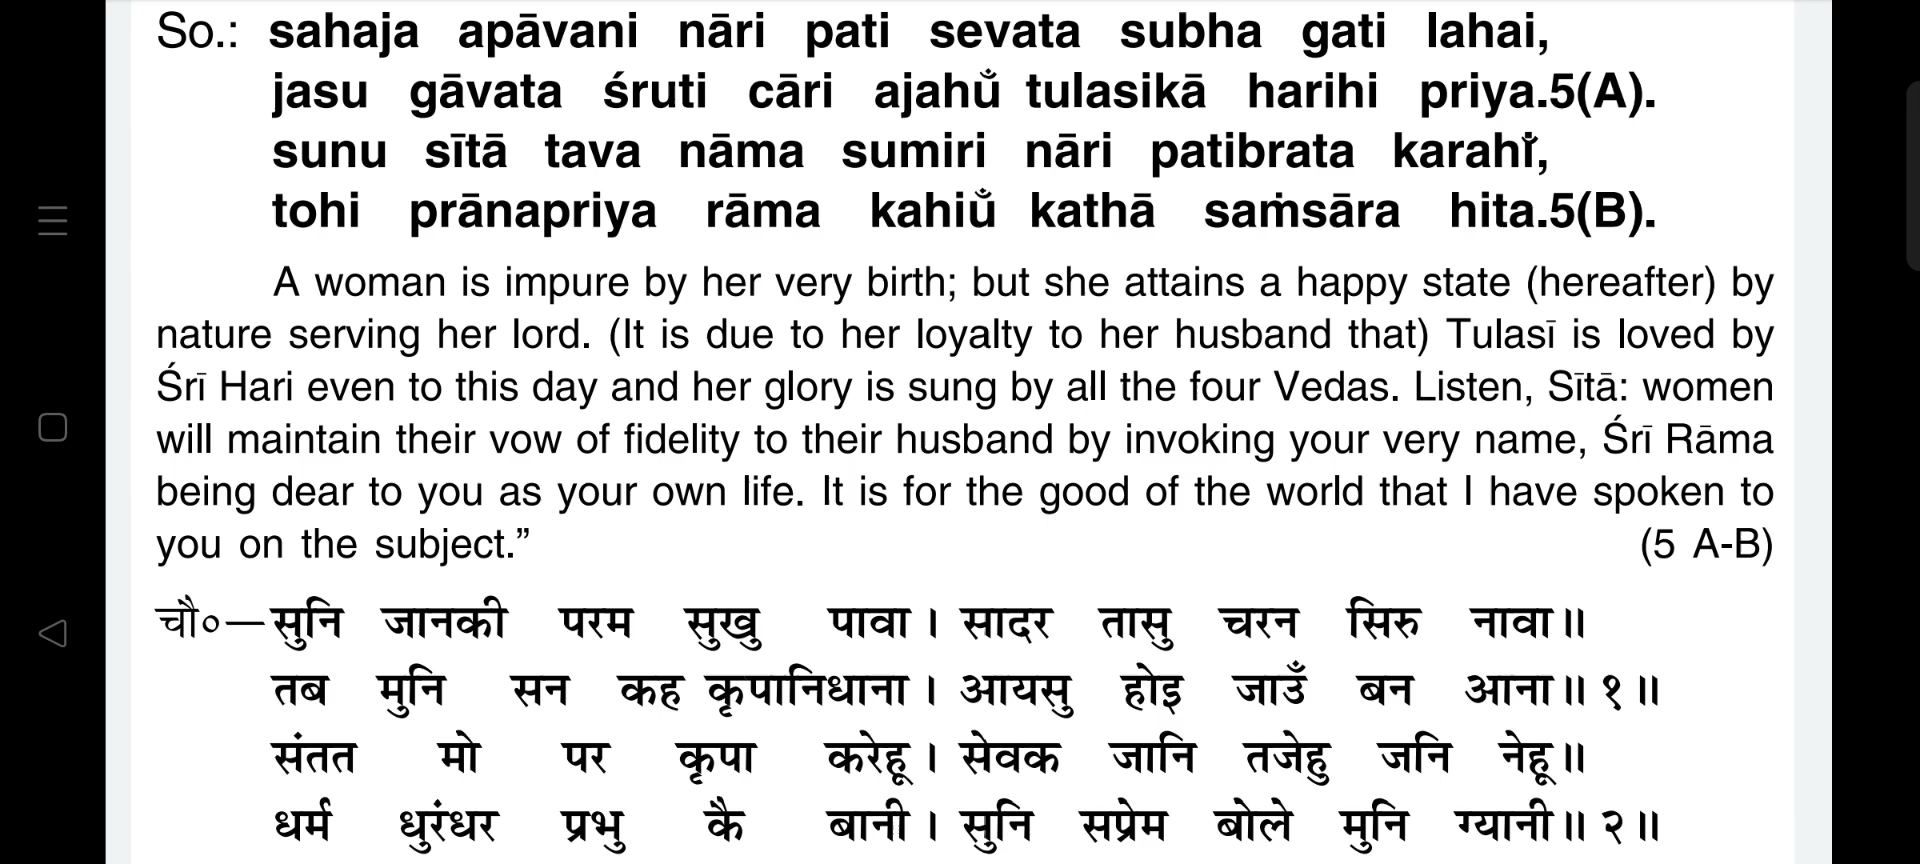 So.: sahaja apāvani nāri pati sevata subha gati lahai,
jasu gāvata śruti cāri ajahům̐ tulasikā harihi priya.5(A).
sunu sītā tava nāma sumiri nāri patibrata karahiм̐,
tohi prānapriya rāma kahium̐ kathā saṁsāra hita.5(B).
A woman is impure by her very birth; but she attains a happy state (hereafter) by
nature serving her lord. (It is due to her loyalty to her husband that) Tulasī is loved by
Śrī Hari even to this day and her glory is sung by all the four Vedas. Listen, Sītā: women
will maintain their vow of fidelity to their husband by invoking your very name, Śrī Rāma
being dear to you as your own life. It is for the good of the world that I have spoken to
you on the subject.” (5 A-B)
चौ०—सुनि जानकी परम सुखु पावा। सादर तासु चरन सिरु नावा॥
तब मुनि सन कह कृपानिधाना। आयसु होइ जाउँ बन आना॥ १॥
संतत मो पर कृपा करेहू। सेवक जानि तजेहु जनि नेहू॥
धर्म धुरंधर प्रभु कै बानी। सुनि सप्रेम बोले मुनि ग्यानी॥ २॥